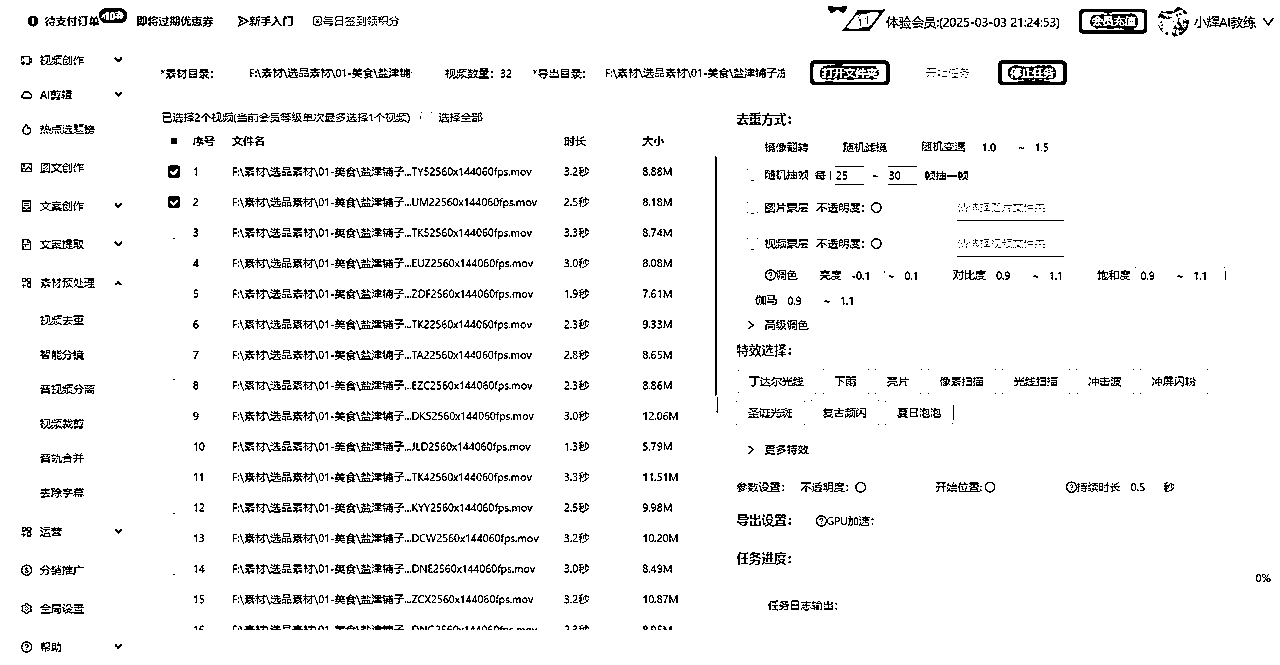 待支付订单 即将过期优惠券 新手入门 每日签到领积分 体验会员:(2025-03-03 21:24:53) 会员充值 小辉AI教练
视频创作
AI剪辑
热点选题榜
图文创作
文案创作
文案提取
素材预处理
视频去重
智能分镜
音视频分离
视频裁剪
音轨合并
去除字幕
运营
分销推广
全局设置
帮助
*素材目录: F:\素材\选品素材\01-美食\盐津铺 视频数量: 32 *导出目录: F:\素材\选品素材\01-美食\盐津铺子冻 打开文件夹 开始任务 停止任务
已选择2个视频(当前会员等级单次最多选择1个视频) / 选择全部
序号 文件名 时长 大小
1 F:\素材\选品素材\01-美食\盐津铺子...TYS2560x144060fps.mov 3.2秒 8.88M
2 F:\素材\选品素材\01-美食\盐津铺子...UM22560x144060fps.mov 2.5秒 8.18M
3 F:\素材\选品素材\01-美食\盐津铺子...TKS2560x144060fps.mov 3.3秒 8.74M
4 F:\素材\选品素材\01-美食\盐津铺子...EUZ2560x144060fps.mov 3.0秒 8.08M
5 F:\素材\选品素材\01-美食\盐津铺子...ZDF2560x144060fps.mov 1.9秒 7.61M
6 F:\素材\选品素材\01-美食\盐津铺子...TK22560x144060fps.mov 2.3秒 9.33M
7 F:\素材\选品素材\01-美食\盐津铺子...TA22560x144060fps.mov 2.8秒 8.65M
8 F:\素材\选品素材\01-美食\盐津铺子...EZC2560x144060fps.mov 2.3秒 8.86M
9 F:\素材\选品素材\01-美食\盐津铺子...DKS2560x144060fps.mov 3.0秒 12.06M
10 F:\素材\选品素材\01-美食\盐津铺子...JLD2560x144060fps.mov 1.3秒 5.79M
11 F:\素材\选品素材\01-美食\盐津铺子...TK42560x144060fps.mov 3.3秒 11.51M
12 F:\素材\选品素材\01-美食\盐津铺子...KYY2560x144060fps.mov 2.5秒 9.98M
13 F:\素材\选品素材\01-美食\盐津铺子...DCW2560x144060fps.mov 3.2秒 10.20M
14 F:\素材\选品素材\01-美食\盐津铺子...DNE2560x144060fps.mov 3.0秒 8.49M
15 F:\素材\选品素材\01-美食\盐津铺子...ZCX2560x144060fps.mov 3.2秒 10.87M
去重方式:
镜像翻转 随机滤镜 随机变速 1.0 ~ 1.5
随机抽帧 每 25 ~ 30 帧抽一帧
图片蒙层 不透明度: 请选择图片文件夹
视频蒙层 不透明度: 请选择视频文件夹
调色 亮度 -0.1 ~ 0.1 对比度 0.9 ~ 1.1 饱和度 0.9 ~ 1.1
伽马 0.9 ~ 1.1
高级调色
特效选择:
丁达尔光线 下雨 亮片 像素扫描 光线扫描 冲击波 冲屏闪粉
圣诞光斑 复古频闪 夏日泡泡
更多特效
参数设置: 不透明度: 开始位置: 持续时长 0.5 秒
导出设置: GPU加速:
任务进度:
0%
任务日志输出: